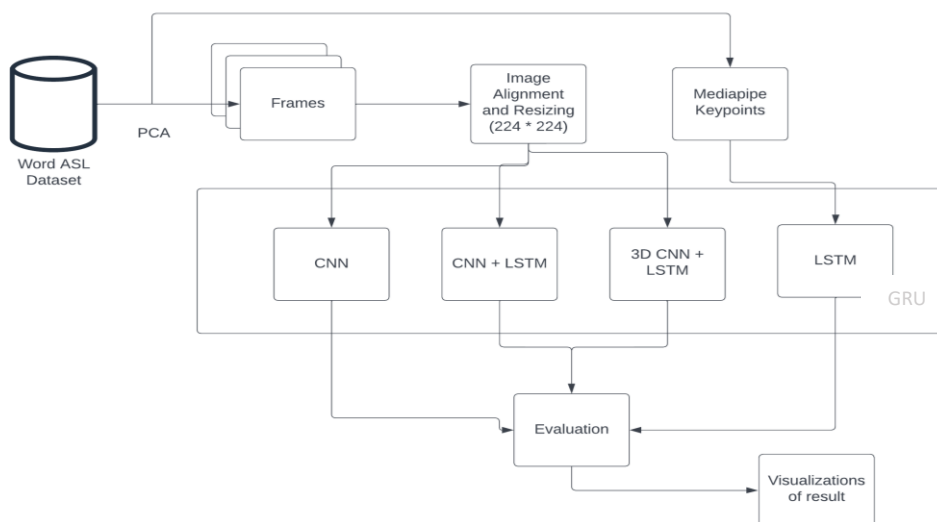 Frames
Image
Alignment
and Resizing
(224 * 224)
Mediapipe
Keypoints
PCA
Word ASL
Dataset
CNN
CNN + LSTM
3D CNN +
LSTM
LSTM
GRU
Evaluation
Visualizations
of result